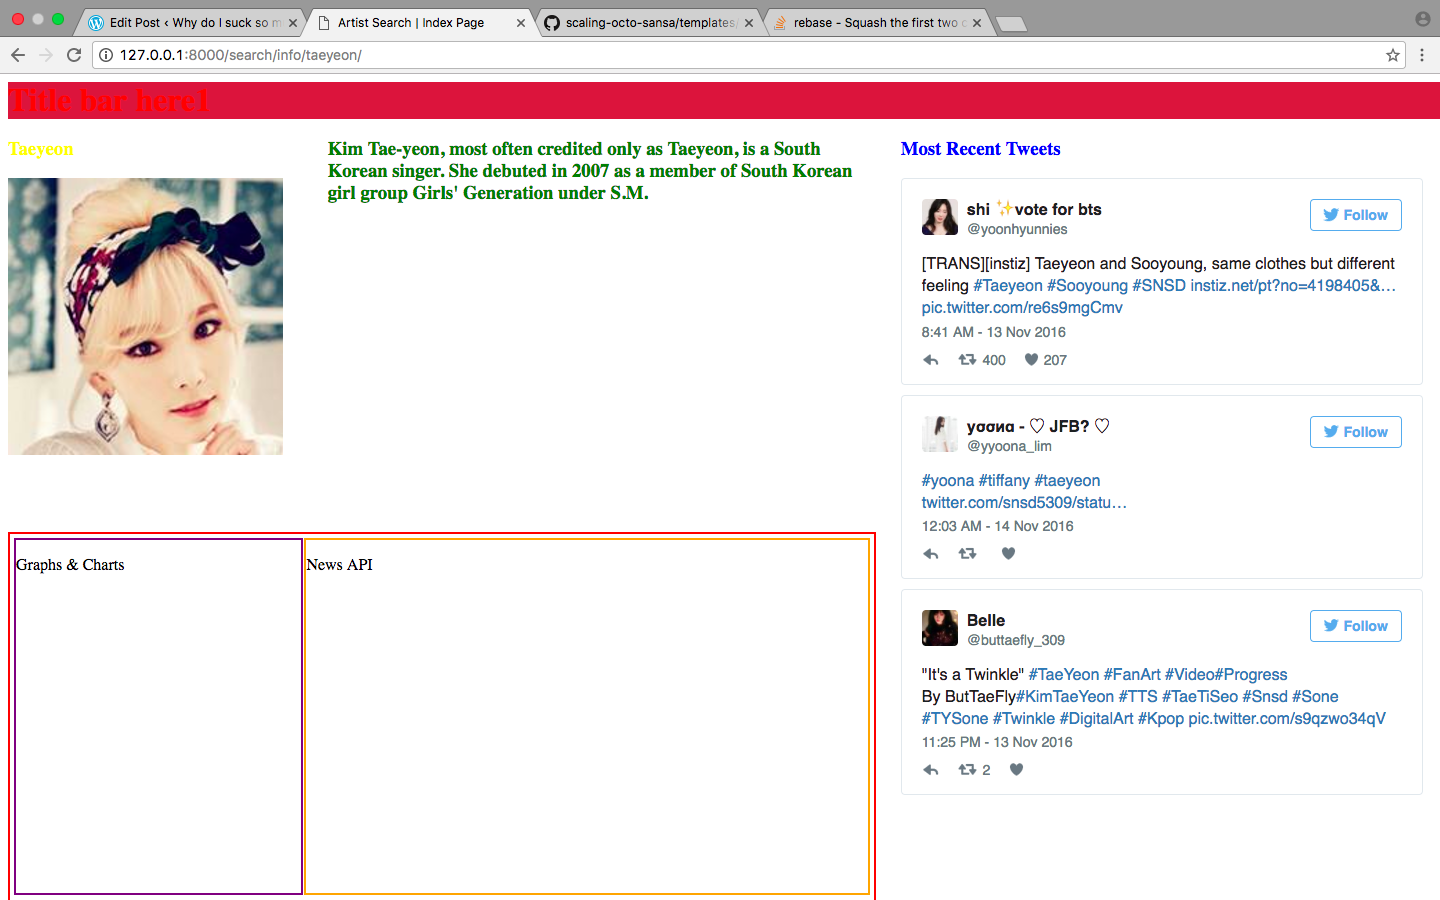 Edit Post ‹ Why do I suck so m
Artist Search | Index Page
scaling-octo-sansa/templates/
rebase - Squash the first two c
127.0.0.1:8000/search/info/taeyeon/
Title bar here1
Taeyeon
Kim Tae-yeon, most often credited only as Taeyeon, is a South
Korean singer. She debuted in 2007 as a member of South Korean
girl group Girls' Generation under S.M.
Graphs & Charts
News API
Most Recent Tweets
shi ✨vote for bts
@yoonhyunnies
Follow
[TRANS][instiz] Taeyeon and Sooyoung, same clothes but different
feeling #Taeyeon #Sooyoung #SNSD instiz.net/pt?no=4198405&…
pic.twitter.com/re6s9mgCmv
8:41 AM - 13 Nov 2016
400 207
yσσиα - ♡ JFB? ♡
@yyoona_lim
Follow
#yoona #tiffany #taeyeon
twitter.com/snsd5309/statu…
12:03 AM - 14 Nov 2016
Belle
@buttaefly_309
Follow
"It's a Twinkle" #TaeYeon #FanArt #Video#Progress
By ButTaeFly#KimTaeYeon #TTS #TaeTiSeo #Snsd #Sone
#TYSone #Twinkle #DigitalArt #Kpop pic.twitter.com/s9qzwo34qV
11:25 PM - 13 Nov 2016
2